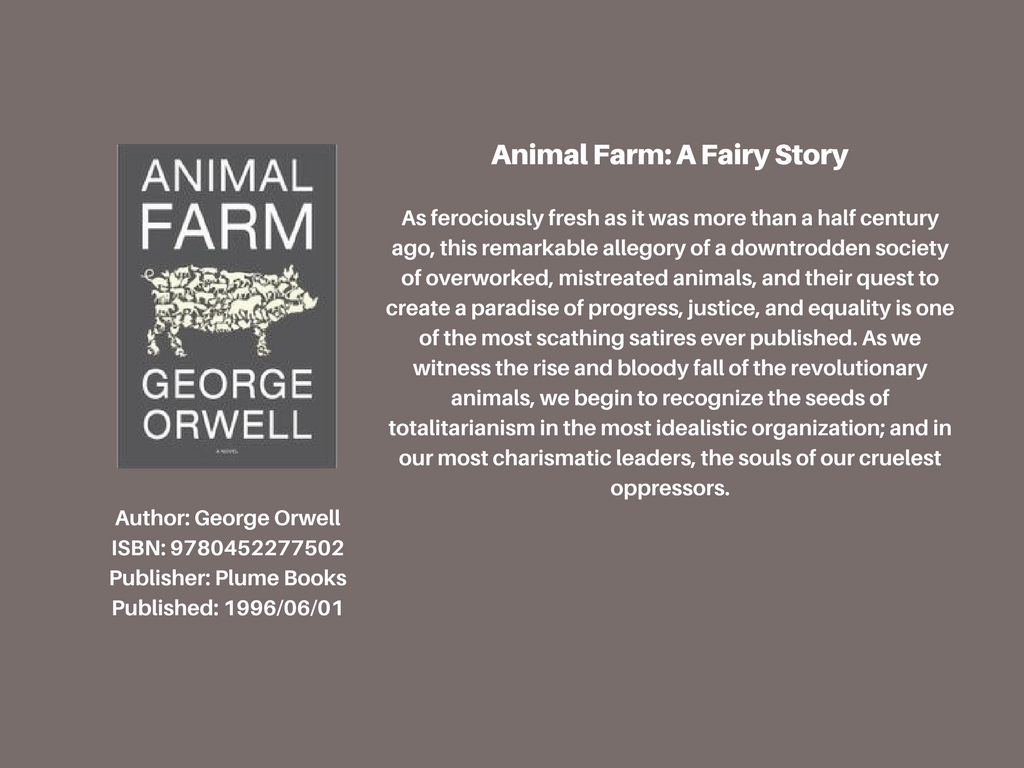 ANIMAL
FARM
GEORGE
ORWELL
A NOVEL
Author: George Orwell
ISBN: 9780452277502
Publisher: Plume Books
Published: 1996/06/01
Animal Farm: A Fairy Story
As ferociously fresh as it was more than a half century
ago, this remarkable allegory of a downtrodden society
of overworked, mistreated animals, and their quest to
create a paradise of progress, justice, and equality is one
of the most scathing satires ever published. As we
witness the rise and bloody fall of the revolutionary
animals, we begin to recognize the seeds of
totalitarianism in the most idealistic organization; and in
our most charismatic leaders, the souls of our cruelest
oppressors.